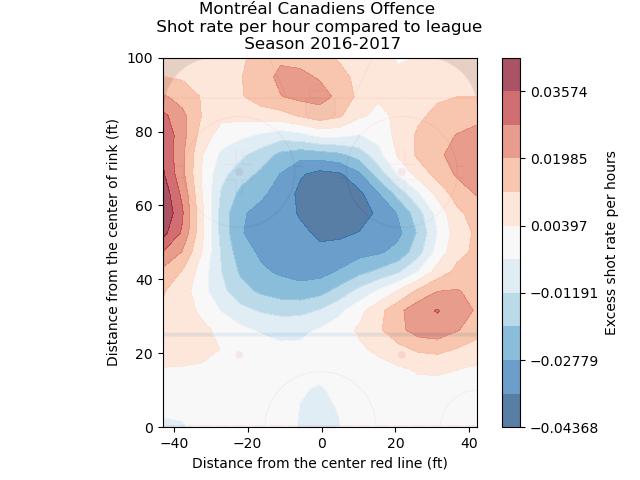 Montréal Canadiens Offence
Shot rate per hour compared to league
Season 2016-2017
100
80
60
40
20
0
Distance from the center of rink (ft)
−40
−20
0
20
40
Distance from the center red line (ft)
0.03574
0.01985
0.00397
−0.01191
−0.02779
−0.04368
Excess shot rate per hours